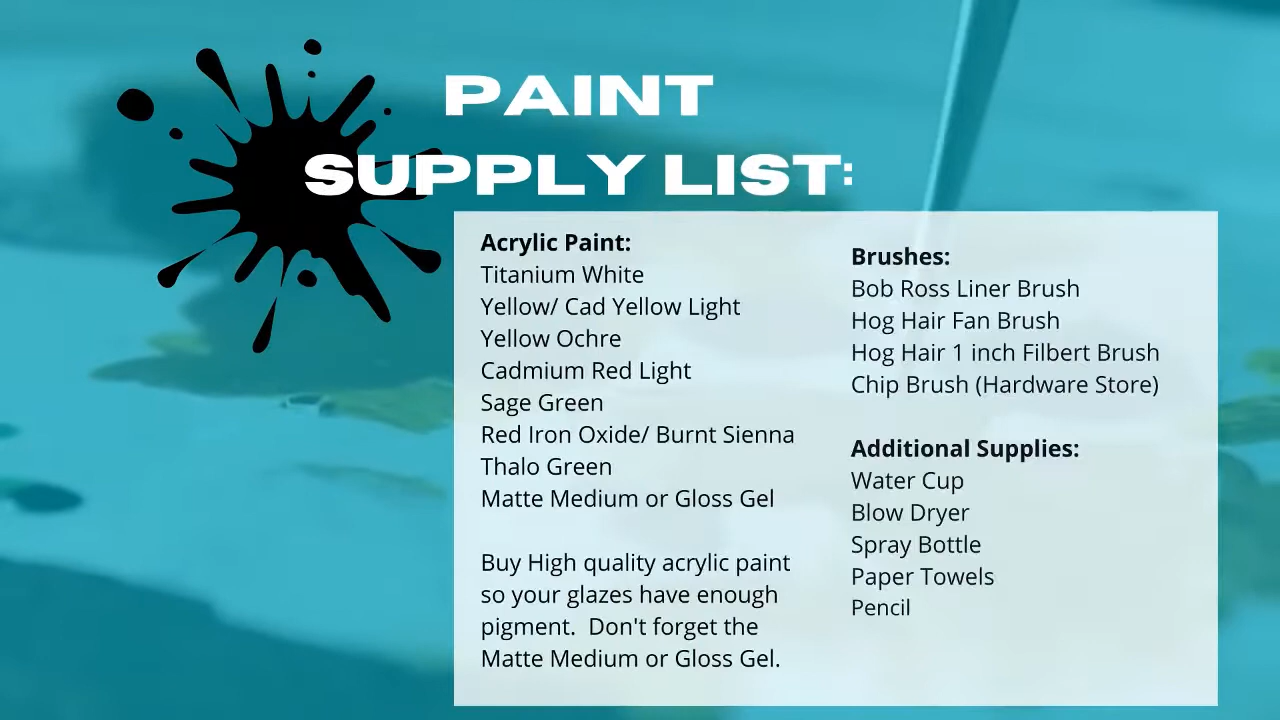 PAINT
SUPPLY LIST:
Acrylic Paint:
Titanium White
Yellow/ Cad Yellow Light
Yellow Ochre
Cadmium Red Light
Sage Green
Red Iron Oxide/ Burnt Sienna
Thalo Green
Matte Medium or Gloss Gel
Buy High quality acrylic paint
so your glazes have enough
pigment.  Don't forget the
Matte Medium or Gloss Gel.
Brushes:
Bob Ross Liner Brush
Hog Hair Fan Brush
Hog Hair 1 inch Filbert Brush
Chip Brush (Hardware Store)
Additional Supplies:
Water Cup
Blow Dryer
Spray Bottle
Paper Towels
Pencil